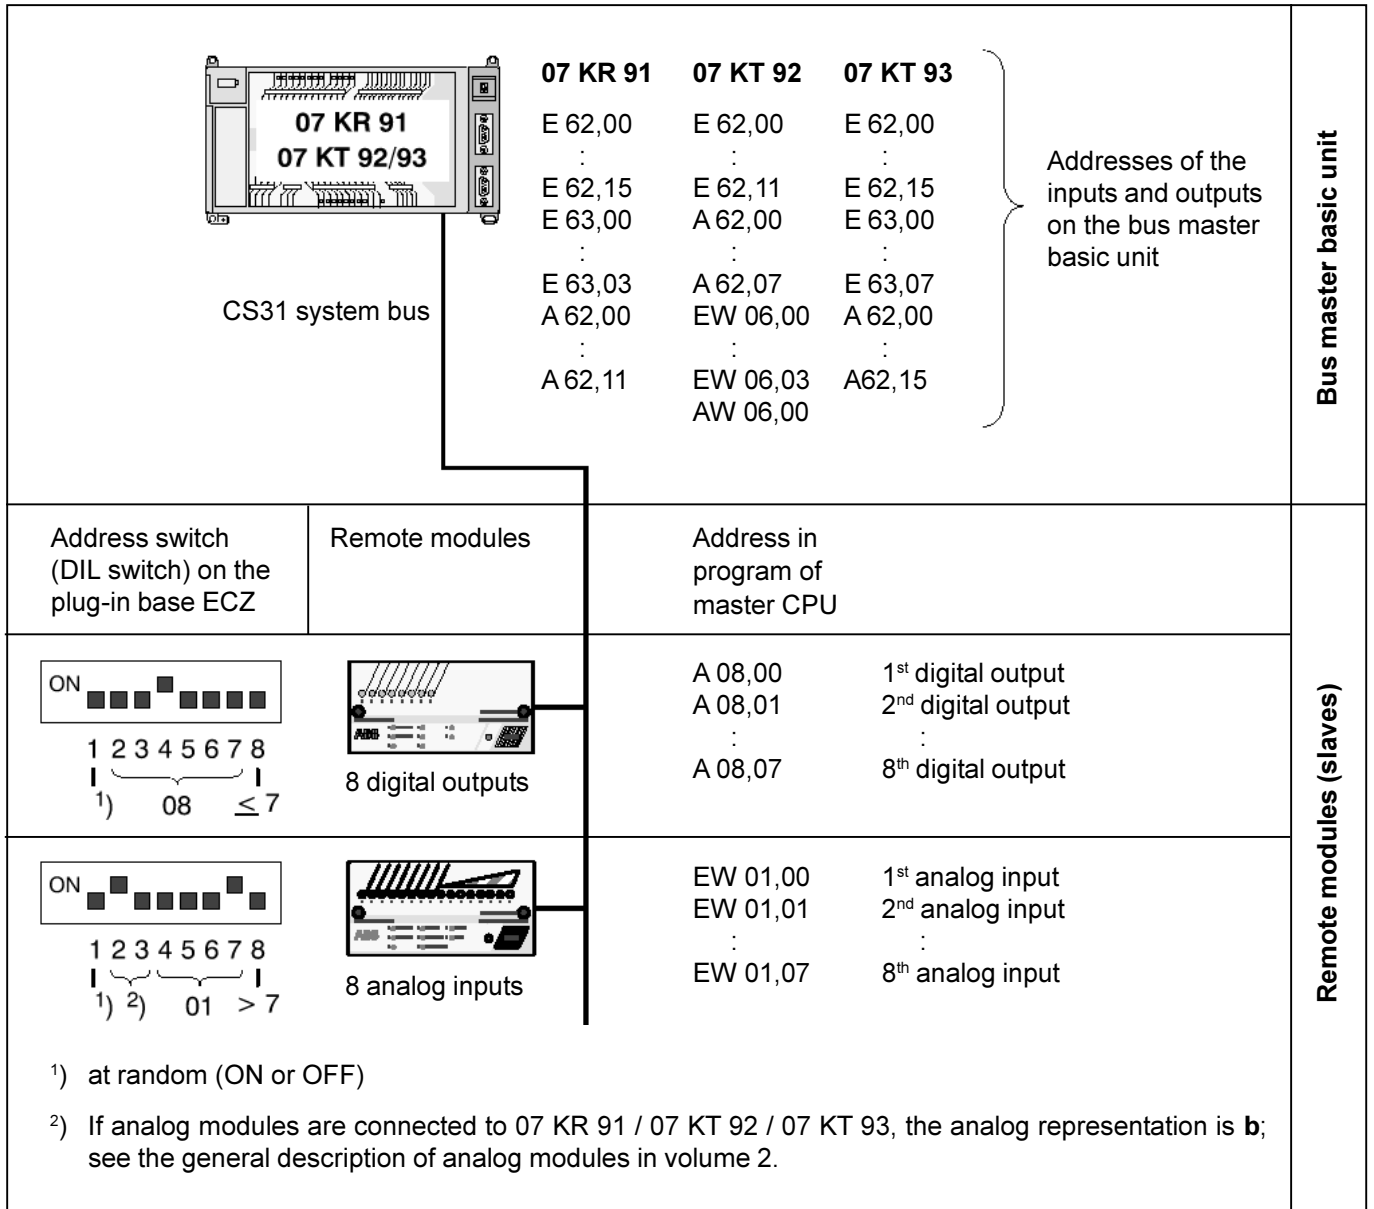 07 KR 91
07 KT 92/93
CS31 system bus
07 KR 91 07 KT 92 07 KT 93
E 62,00 E 62,00 E 62,00
: : :
E 62,15 E 62,11 E 62,15
E 63,00 A 62,00 E 63,00
: : :
E 63,03 A 62,07 E 63,07
A 62,00 EW 06,00 A 62,00
: : :
A 62,11 EW 06,03 A62,15
AW 06,00
Addresses of the
inputs and outputs
on the bus master
basic unit
Bus master basic unit
Address switch
(DIL switch) on the
plug-in base ECZ
Remote modules
Address in
program of
master CPU
ON
1 2 3 4 5 6 7 8
1) 08 ≤ 7
ABB
8 digital outputs
A 08,00 1st digital output
A 08,01 2nd digital output
: :
A 08,07 8th digital output
ON
1 2 3 4 5 6 7 8
1) 2) 01 > 7
ABB
8 analog inputs
EW 01,00 1st analog input
EW 01,01 2nd analog input
: :
EW 01,07 8th analog input
Remote modules (slaves)
1) at random (ON or OFF)
2) If analog modules are connected to 07 KR 91 / 07 KT 92 / 07 KT 93, the analog representation is b;
see the general description of analog modules in volume 2.